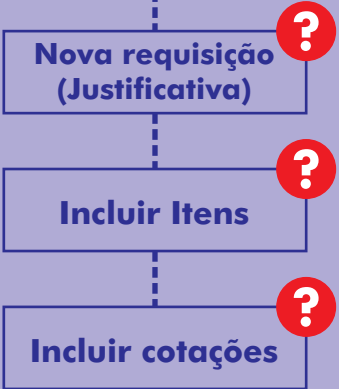 ?
Nova requisição
(Justificativa)
?
Incluir Itens
?
Incluir cotações